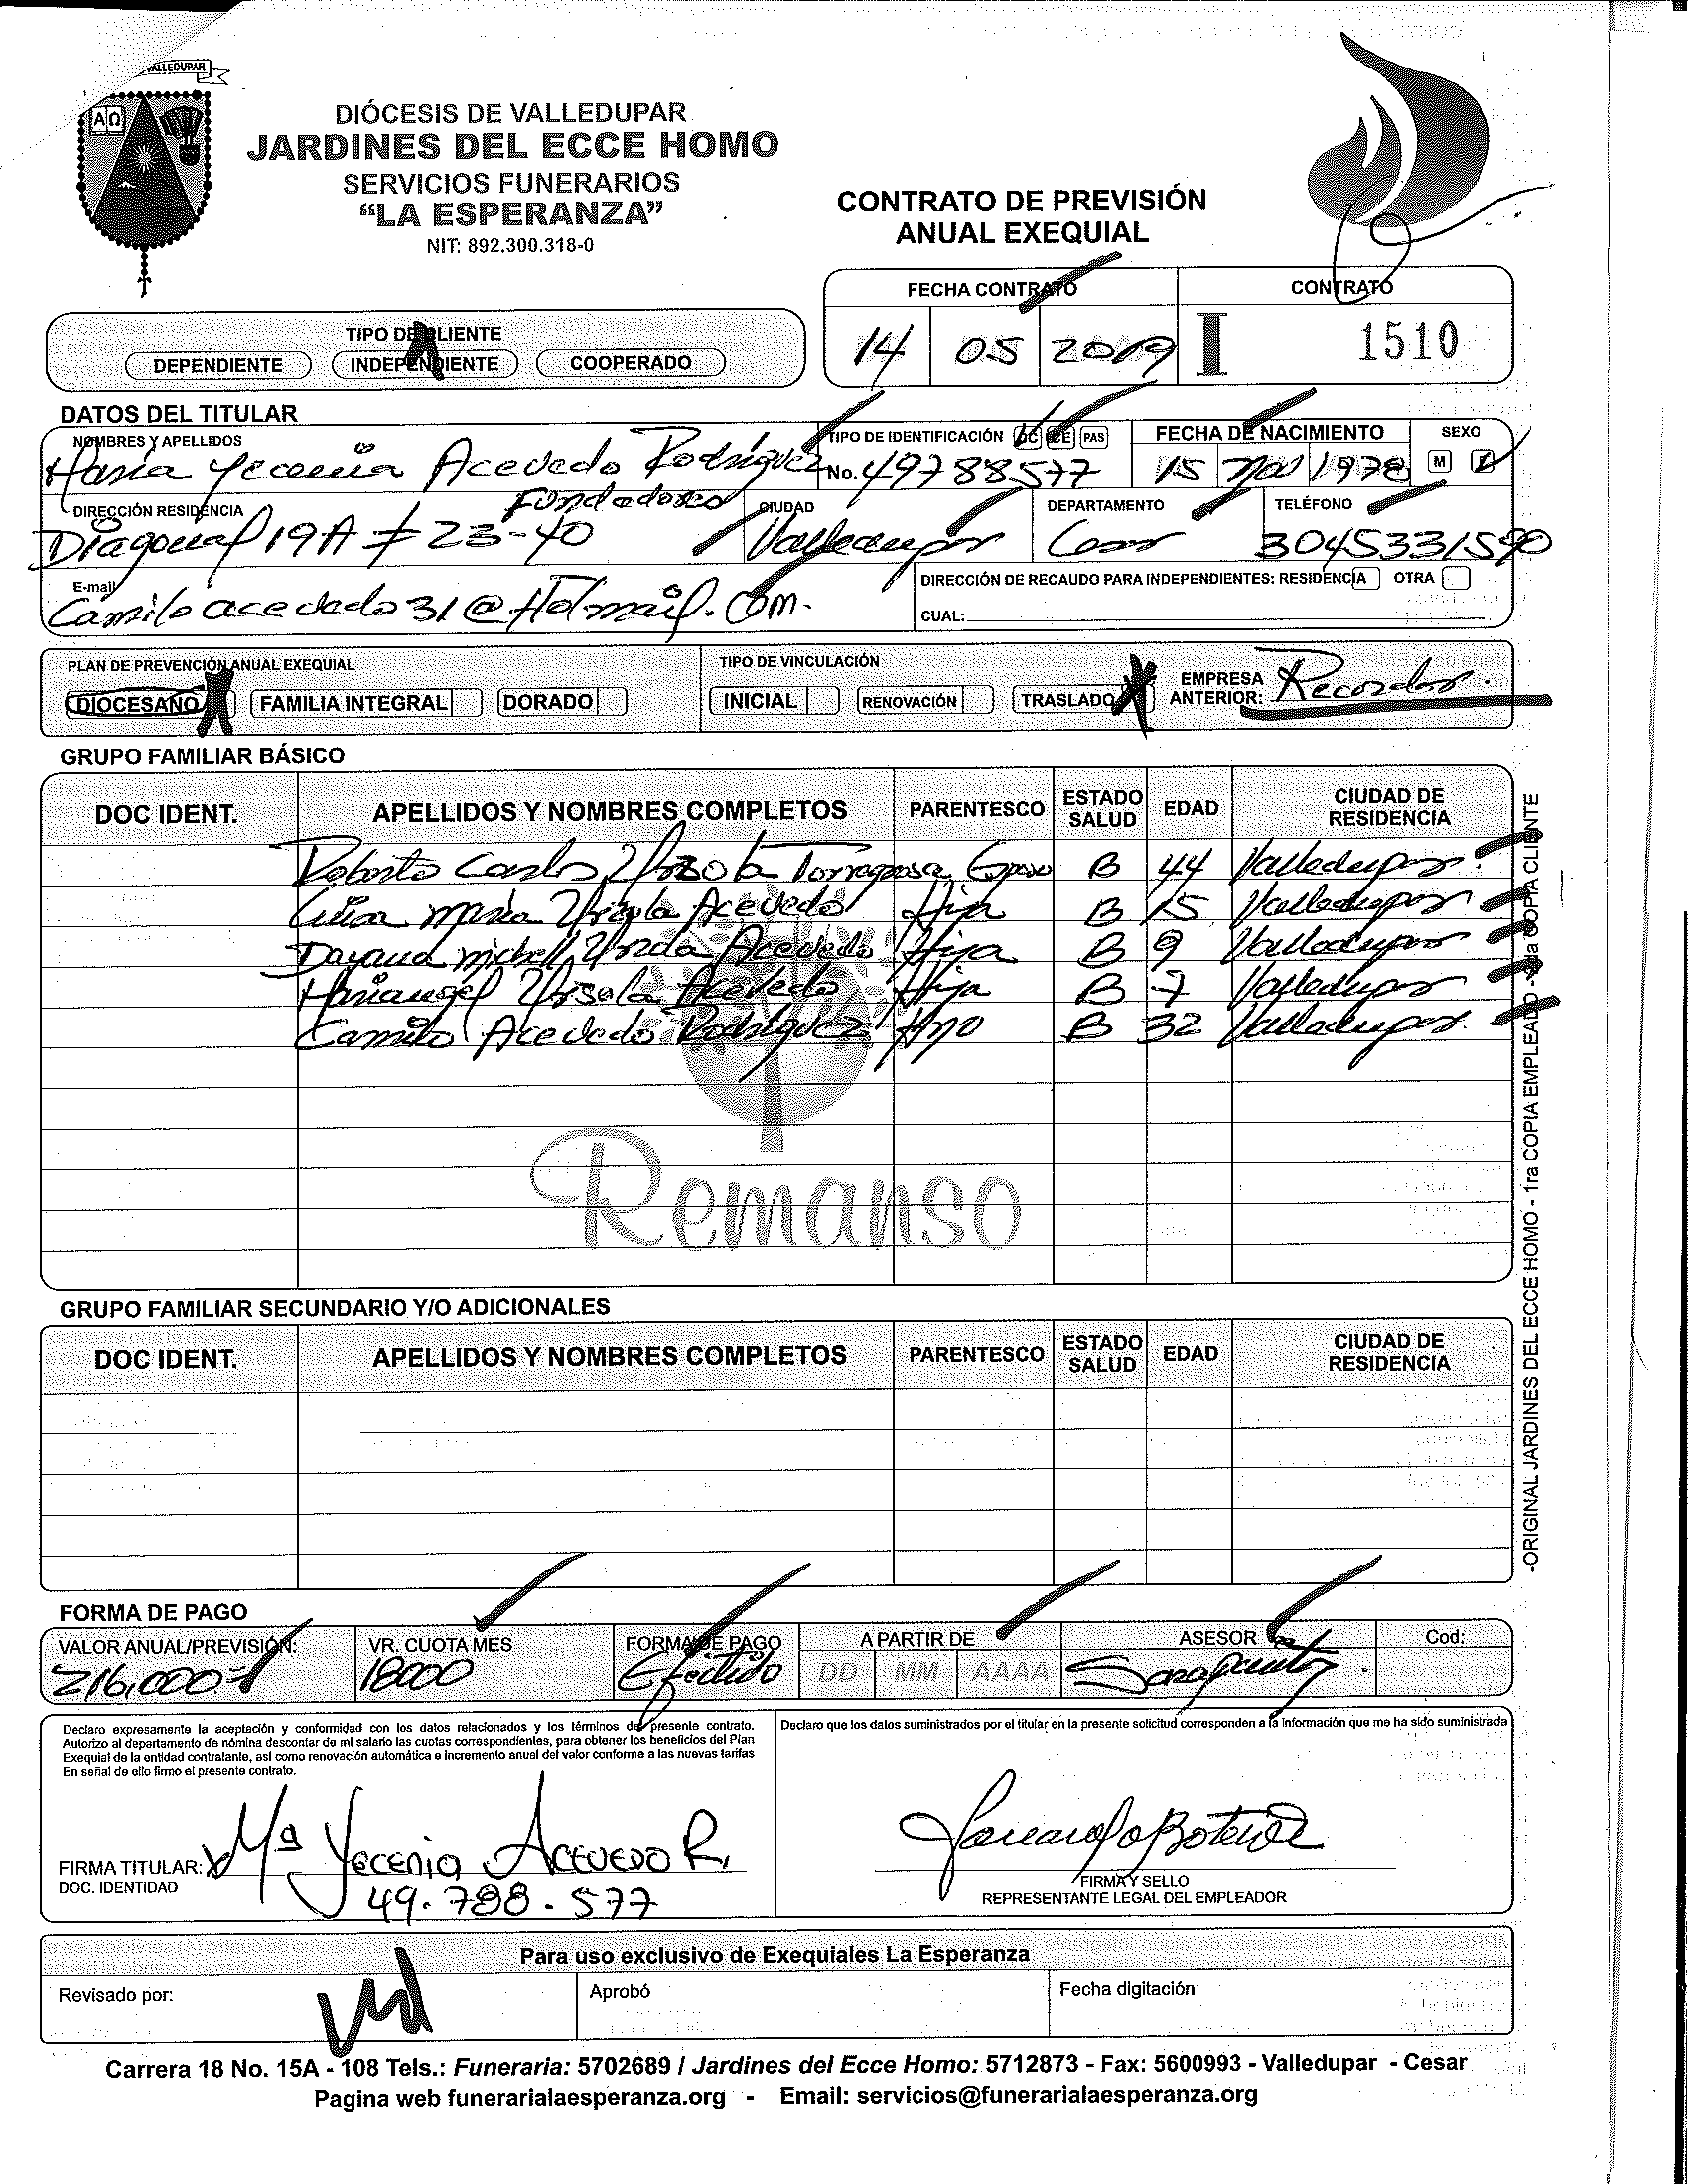 VALLEDUPAR
A Ω
DIÓCESIS DE VALLEDUPAR
JARDINES DEL ECCE HOMO
SERVICIOS FUNERARIOS
"LA ESPERANZA"
NIT: 892.300.318-0
CONTRATO DE PREVISIÓN
ANUAL EXEQUIAL
FECHA CONTRATO CONTRATO
14 05 2019 I 1510
TIPO DE CLIENTE
DEPENDIENTE INDEPENDIENTE COOPERADO
DATOS DEL TITULAR
NOMBRES Y APELLIDOS TIPO DE IDENTIFICACIÓN CC CE PAS FECHA DE NACIMIENTO SEXO
Maria Yecenia Acevedo Rodriguez No. 49788577 15 1978 M F
DIRECCIÓN RESIDENCIA Fundadores CIUDAD DEPARTAMENTO TELÉFONO
Diagonal 19A # 23-40 Valledupar Cesar 3045331590
E-mail DIRECCIÓN DE RECAUDO PARA INDEPENDIENTES: RESIDENCIA OTRA
Camilo acevedo31@Hotmail.com.
CUAL:
PLAN DE PREVENCIÓN ANUAL EXEQUIAL TIPO DE VINCULACIÓN
DIOCESANO X FAMILIA INTEGRAL DORADO INICIAL RENOVACIÓN TRASLADO X EMPRESA ANTERIOR: Recordar.
GRUPO FAMILIAR BÁSICO
DOC IDENT. APELLIDOS Y NOMBRES COMPLETOS PARENTESCO ESTADO SALUD EDAD CIUDAD DE RESIDENCIA
Roberto Carlos Urzola Torregrosa Esposo B 44 Valledupar.
Maria Urzola Acevedo Hija B 15 Valledupar
Dayana michell Urzola Acevedo Hija B 9 Valledupar
Mariangel Ursola Acevedo Hija B 7 Valledupar
Camilo Acevedo Rodriguez Hno B 32 Valledupar.
Remanso
GRUPO FAMILIAR SECUNDARIO Y/O ADICIONALES
DOC IDENT. APELLIDOS Y NOMBRES COMPLETOS PARENTESCO ESTADO SALUD EDAD CIUDAD DE RESIDENCIA
-ORIGINAL JARDINES DEL ECCE HOMO - 1ra COPIA EMPLEADO - 2da COPIA CLIENTE
FORMA DE PAGO
VALOR ANUAL/PREVISIÓN: VR. CUOTA MES FORMA DE PAGO A PARTIR DE ASESOR Cod:
216.000 18000 Efectivo DD MM AAAA
Declaro expresamente la aceptación y conformidad con los datos relacionados y los términos del presente contrato.
Autorizo al departamento de nómina descontar de mi salario las cuotas correspondientes, para obtener los beneficios del Plan
Exequial de la entidad contratante, así como renovación automática e incremento anual del valor conforme a las nuevas tarifas
En señal de ello firmo el presente contrato.
Declaro que los datos suministrados por el titular en la presente solicitud corresponden a la información que me ha sido suministrada
FIRMA TITULAR: Mª Yecenia ACEVEDO R.
DOC. IDENTIDAD 49.788.577
FIRMA Y SELLO
REPRESENTANTE LEGAL DEL EMPLEADOR
Para uso exclusivo de Exequiales La Esperanza
Revisado por: Aprobó Fecha digitación
Carrera 18 No. 15A - 108 Tels.: Funeraria: 5702689 / Jardines del Ecce Homo: 5712873 - Fax: 5600993 - Valledupar - Cesar
Pagina web funerarialaesperanza.org - Email: servicios@funerarialaesperanza.org